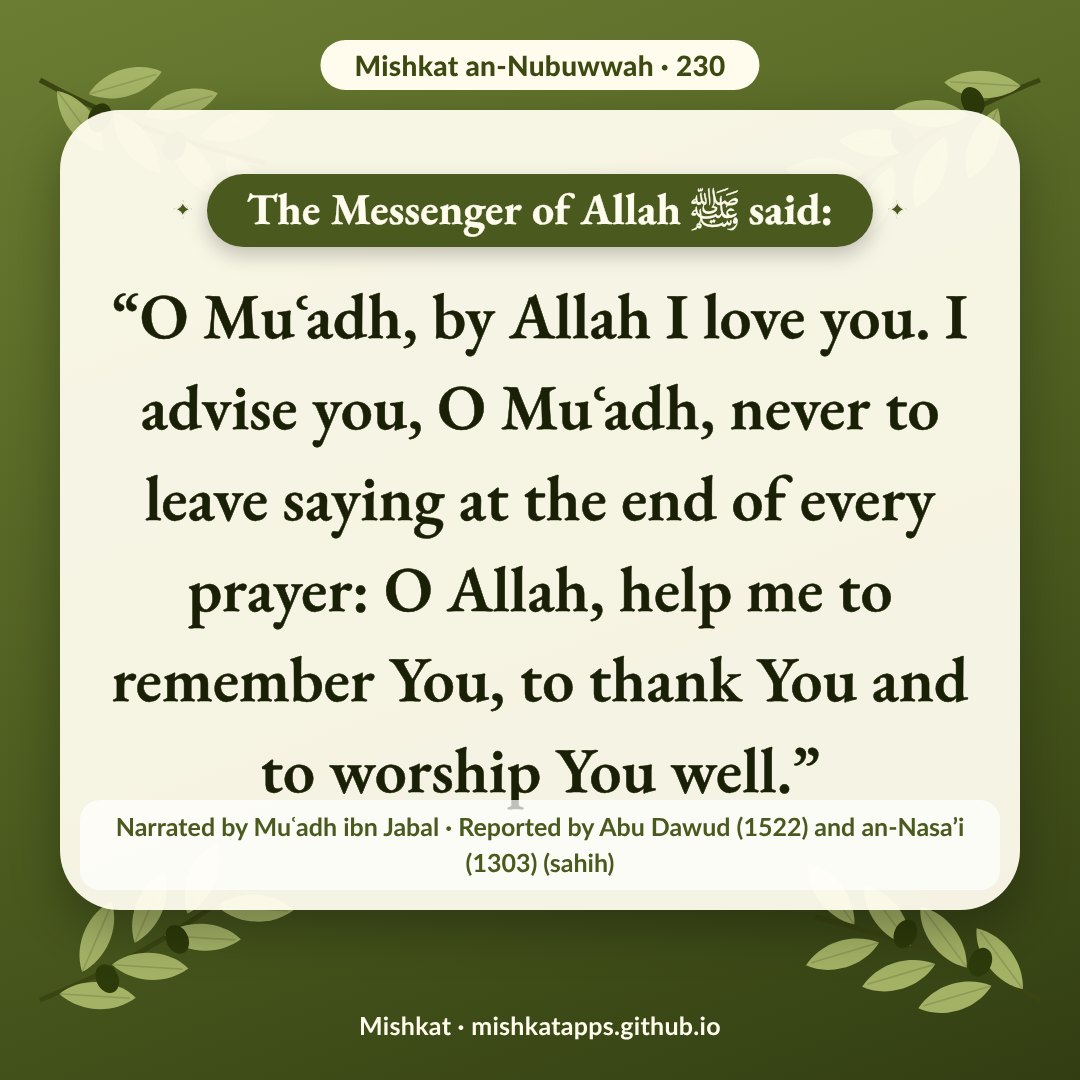 Mishkat an-Nubuwwah · 230
The Messenger of Allah ﷺ said:
“O Muʿadh, by Allah I love you. I
advise you, O Muʿadh, never to
leave saying at the end of every
prayer: O Allah, help me to
remember You, to thank You and
to worship You well.”
Narrated by Muʿadh ibn Jabal · Reported by Abu Dawud (1522) and an-Nasa’i
(1303) (sahih)
Mishkat · mishkatapps.github.io